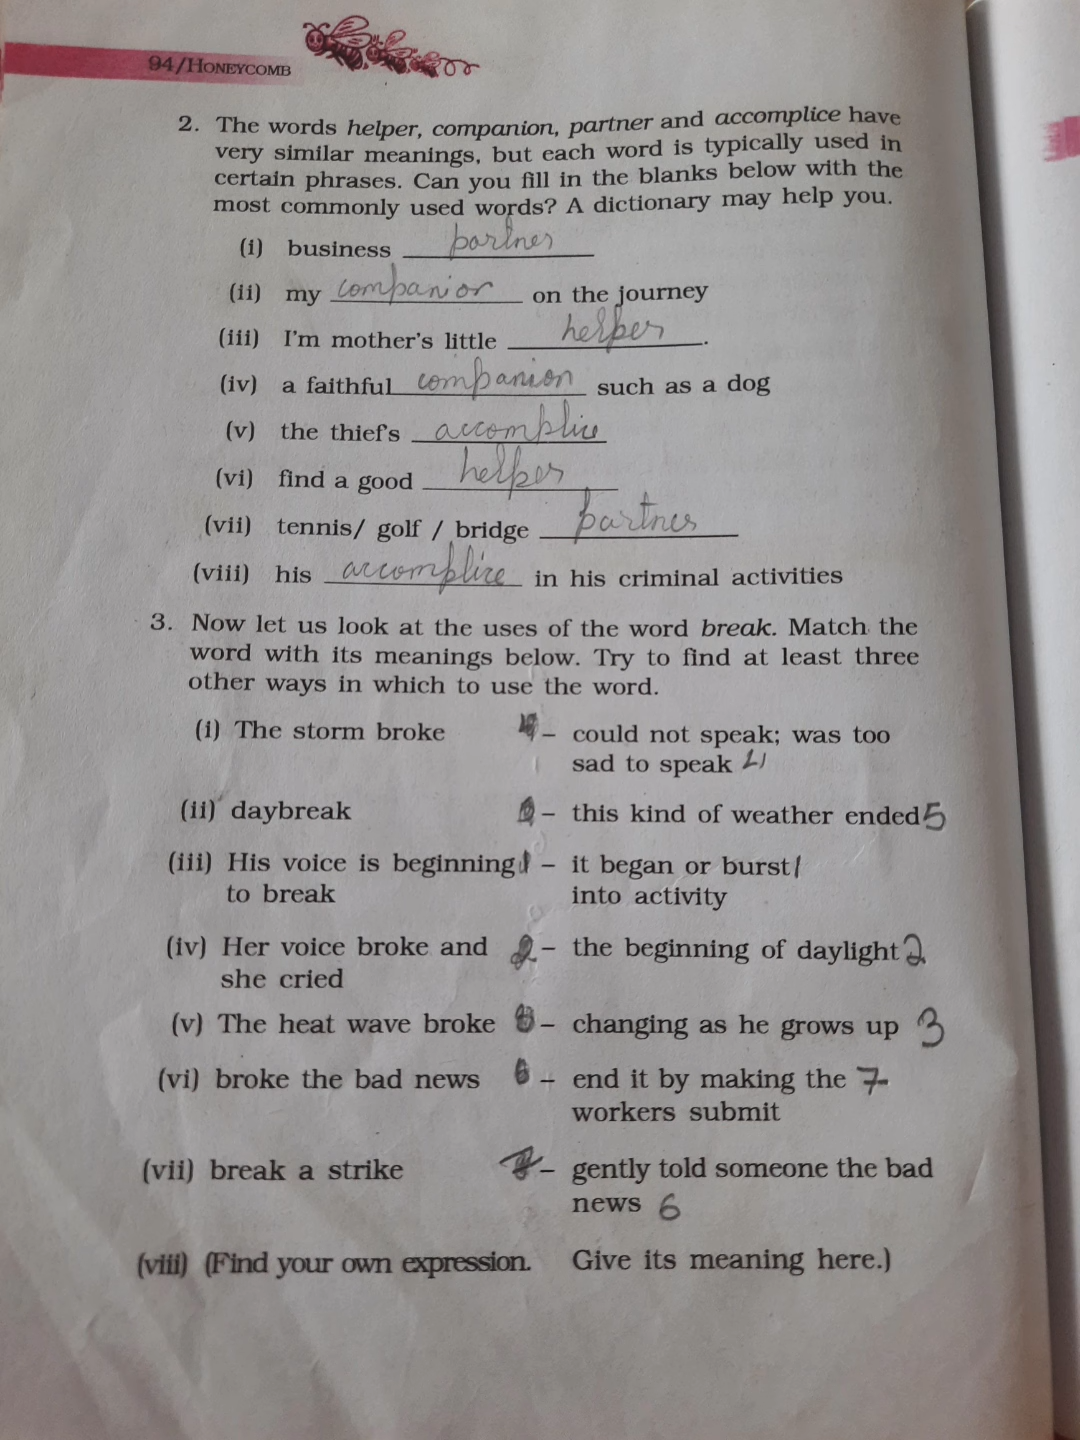 94/HONEYCOMB
2. The words helper, companion, partner and accomplice have
very similar meanings, but each word is typically used in
certain phrases. Can you fill in the blanks below with the
most commonly used words? A dictionary may help you.
(i) business partner
(ii) my companion on the journey
(iii) I'm mother's little helper.
(iv) a faithful companion such as a dog
(v) the thief's accomplice
(vi) find a good helper
(vii) tennis/ golf / bridge partner
(viii) his accomplice in his criminal activities
3. Now let us look at the uses of the word break. Match the
word with its meanings below. Try to find at least three
other ways in which to use the word.
(i) The storm broke – could not speak; was too
sad to speak 4
(ii) daybreak – this kind of weather ended 5
(iii) His voice is beginning 1 – it began or burst 1
to break into activity
(iv) Her voice broke and 2 – the beginning of daylight 2
she cried
(v) The heat wave broke – changing as he grows up 3
(vi) broke the bad news 6 – end it by making the 7
workers submit
(vii) break a strike – gently told someone the bad
news 6
(viii) (Find your own expression. Give its meaning here.)